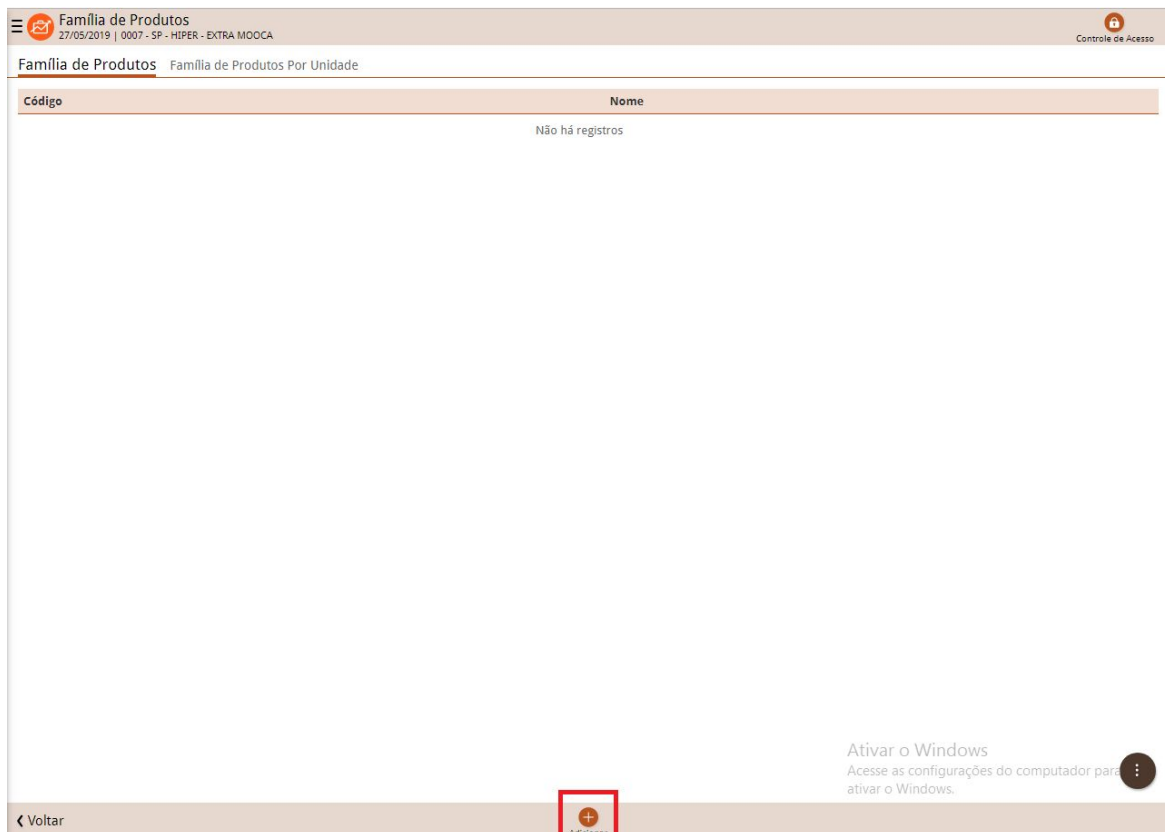 Família de Produtos
27/05/2019 | 0007 - SP - HIPER - EXTRA MOOCA
Controle de Acesso
Família de Produtos Família de Produtos Por Unidade
Código Nome
Não há registros
Ativar o Windows
Acesse as configurações do computador para
ativar o Windows.
Voltar
Adicionar